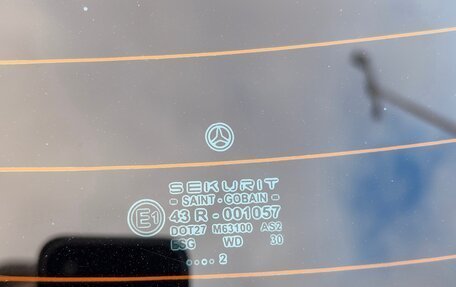 SEKURIT
- SAINT - GOBAIN -
E1 43 R - 001057
DOT27 M63100 AS2
ESG WD 30
.... 2